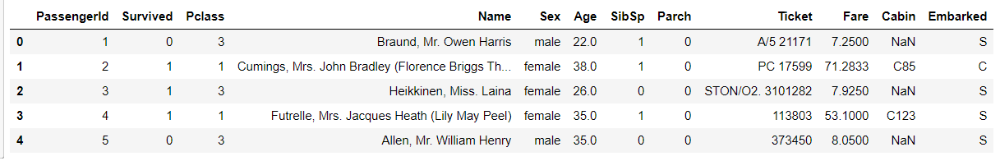 PassengerId Survived Pclass Name Sex Age SibSp Parch Ticket Fare Cabin Embarked
0 1 0 3 Braund, Mr. Owen Harris male 22.0 1 0 A/5 21171 7.2500 NaN S
1 2 1 1 Cumings, Mrs. John Bradley (Florence Briggs Th... female 38.0 1 0 PC 17599 71.2833 C85 C
2 3 1 3 Heikkinen, Miss. Laina female 26.0 0 0 STON/O2. 3101282 7.9250 NaN S
3 4 1 1 Futrelle, Mrs. Jacques Heath (Lily May Peel) female 35.0 1 0 113803 53.1000 C123 S
4 5 0 3 Allen, Mr. William Henry male 35.0 0 0 373450 8.0500 NaN S